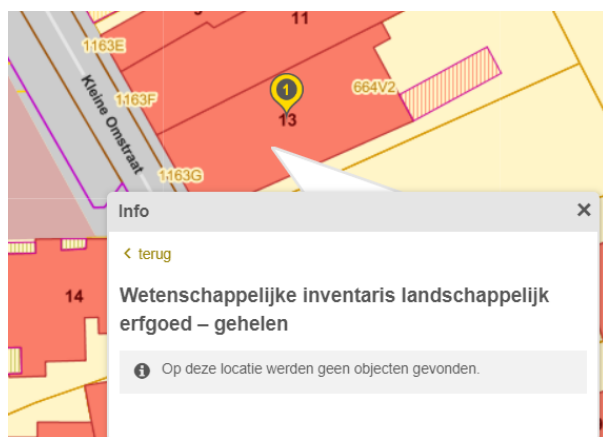 11
1163E
Kleine Omstraat
1163F
1
664V2
13
1163G
Info
terug
14
Wetenschappelijke inventaris landschappelijk
erfgoed – gehelen
Op deze locatie werden geen objecten gevonden.